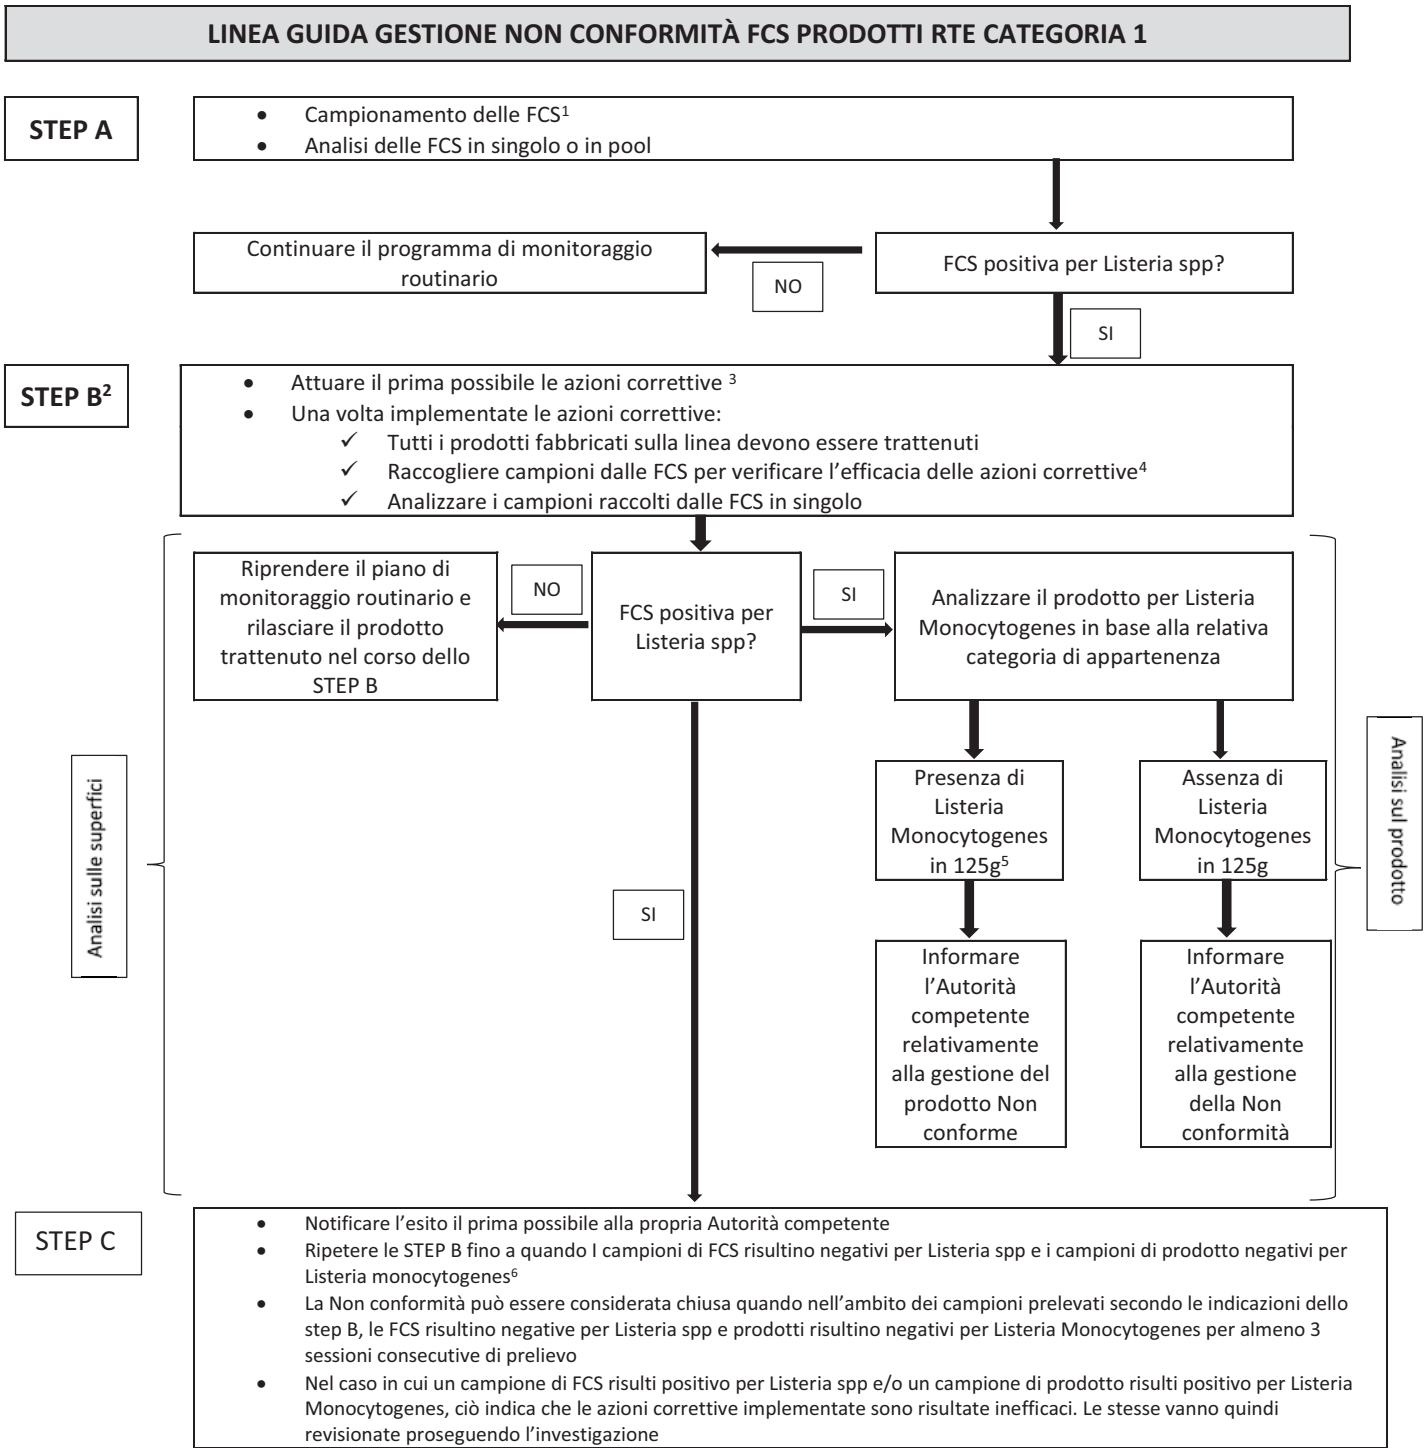 LINEA GUIDA GESTIONE NON CONFORMITÀ FCS PRODOTTI RTE CATEGORIA 1
STEP A
• Campionamento delle FCS¹
• Analisi delle FCS in singolo o in pool
Continuare il programma di monitoraggio
routinario
NO
FCS positiva per Listeria spp?
SI
STEP B²
• Attuare il prima possibile le azioni correttive ³
• Una volta implementate le azioni correttive:
✓ Tutti i prodotti fabbricati sulla linea devono essere trattenuti
✓ Raccogliere campioni dalle FCS per verificare l'efficacia delle azioni correttive⁴
✓ Analizzare i campioni raccolti dalle FCS in singolo
Riprendere il piano di
monitoraggio routinario e
rilasciare il prodotto
trattenuto nel corso dello
STEP B
NO
FCS positiva per
Listeria spp?
SI
Analizzare il prodotto per Listeria
Monocytogenes in base alla relativa
categoria di appartenenza
Analisi sulle superfici
Presenza di
Listeria
Monocytogenes
in 125g⁵
Assenza di
Listeria
Monocytogenes
in 125g
Analisi sul prodotto
SI
Informare
l'Autorità
competente
relativamente
alla gestione del
prodotto Non
conforme
Informare
l'Autorità
competente
relativamente
alla gestione
della Non
conformità
STEP C
• Notificare l'esito il prima possibile alla propria Autorità competente
• Ripetere le STEP B fino a quando I campioni di FCS risultino negativi per Listeria spp e i campioni di prodotto negativi per
Listeria monocytogenes⁶
• La Non conformità può essere considerata chiusa quando nell'ambito dei campioni prelevati secondo le indicazioni dello
step B, le FCS risultino negative per Listeria spp e prodotti risultino negativi per Listeria Monocytogenes per almeno 3
sessioni consecutive di prelievo
• Nel caso in cui un campione di FCS risulti positivo per Listeria spp e/o un campione di prodotto risulti positivo per Listeria
Monocytogenes, ciò indica che le azioni correttive implementate sono risultate inefficaci. Le stesse vanno quindi
revisionate proseguendo l'investigazione